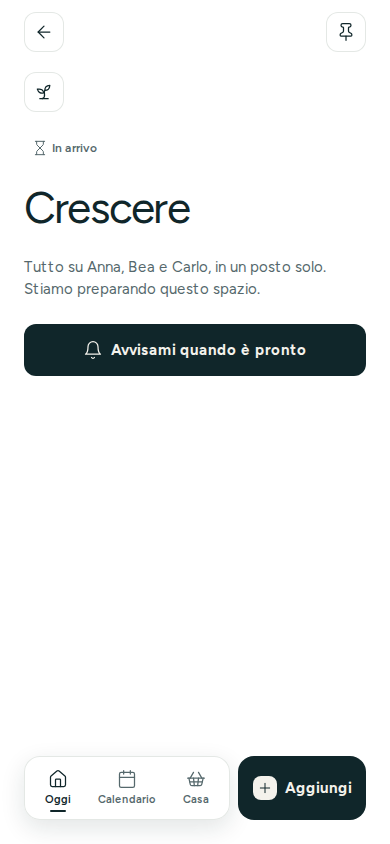 In arrivo
Crescere
Tutto su Anna, Bea e Carlo, in un posto solo.
Stiamo preparando questo spazio.
Avvisami quando è pronto
Oggi
Calendario
Casa
Aggiungi